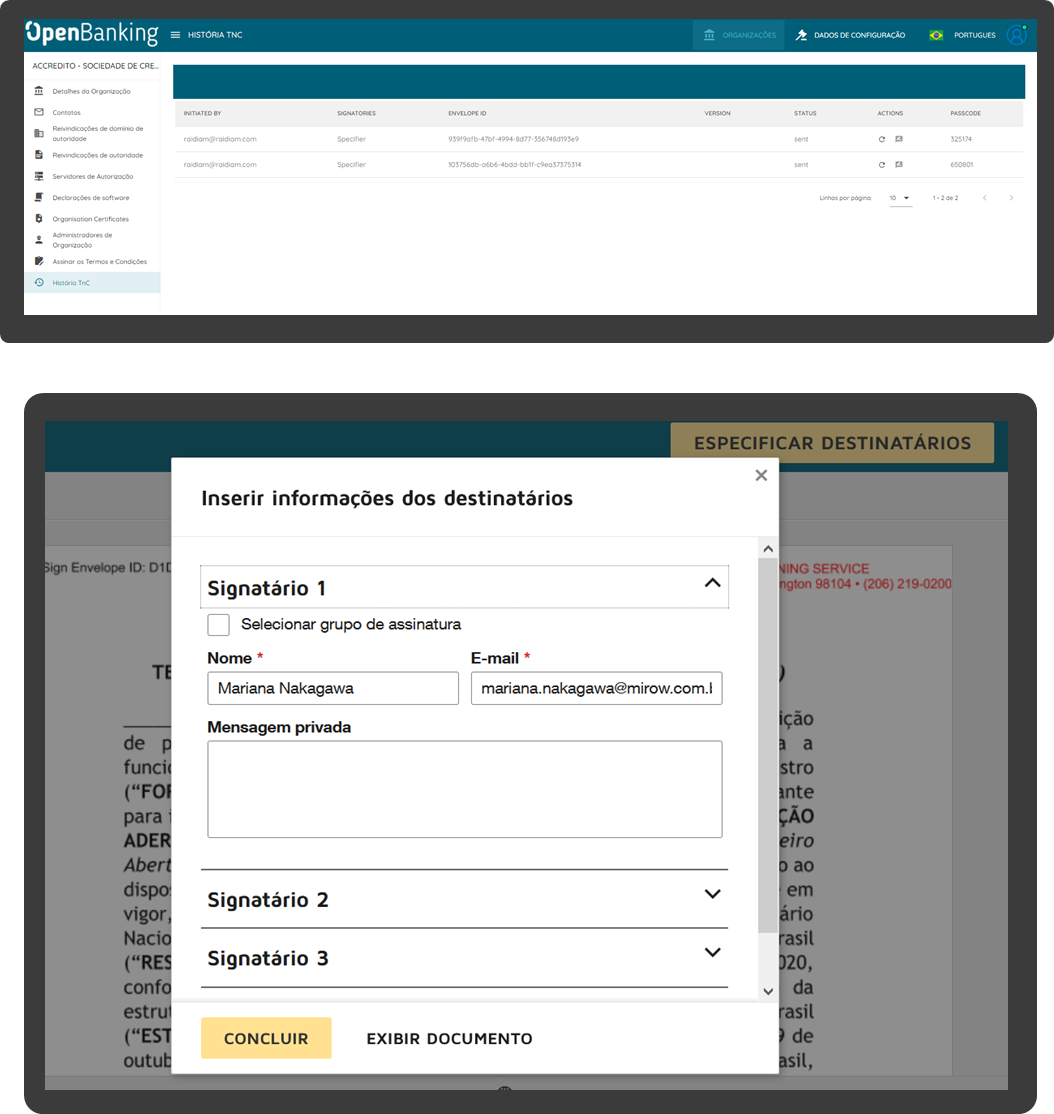 OpenBanking
HISTÓRIA TNC
ORGANIZAÇÕES
DADOS DE CONFIGURAÇÃO
PORTUGUES
ACCREDITO - SOCIEDADE DE CRE...
Detalhes da Organização
Contatos
Reivindicações de domínio de
autoridade
Reivindicações de autoridade
Servidores de Autorização
Declarações de software
Organisation Certificates
Administradores de
Organização
Assinar os Termos e Condições
História TnC
INITIATED BY SIGNATORIES ENVELOPE ID VERSION STATUS ACTIONS PASSCODE
raidiam@raidiam.com Specifier 939f9afb-47bf-4994-8d77-356748d193e9 sent 325174
raidiam@raidiam.com Specifier 103756db-a6b6-4bdd-bb1f-c9ea37375314 sent 650801
Linhas por página: 10 1 - 2 de 2
ESPECIFICAR DESTINATÁRIOS
Inserir informações dos destinatários
Sign Envelope ID: D1D
NING SERVICE
ngton 98104 • (206) 219-0200
Signatário 1
Selecionar grupo de assinatura
Nome * E-mail *
Mariana Nakagawa mariana.nakagawa@mirow.com.b
Mensagem privada
Signatário 2
Signatário 3
CONCLUIR EXIBIR DOCUMENTO
TE )
ição
de p a a
funcio stro
(“FOR ante
para i ÇÃO
ADER eiro
Abert o ao
dispo e em
vigor, ário
Nacio rasil
(“RES 020,
confo da
estrut rasil
(“EST 9 de
outub asil,